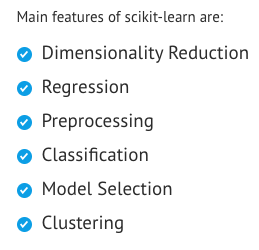 Main features of scikit-learn are:
Dimensionality Reduction
Regression
Preprocessing
Classification
Model Selection
Clustering